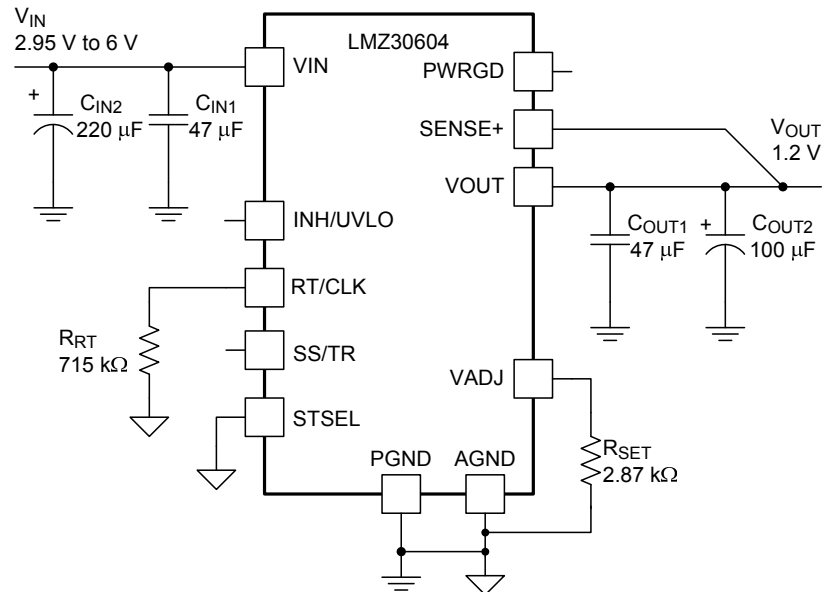 VIN
2.95 V to 6 V
LMZ30604
VIN
PWRGD
+
CIN2
220 µF
CIN1
47 µF
SENSE+
VOUT
1.2 V
VOUT
INH/UVLO
COUT1
47 µF
+
COUT2
100 µF
RT/CLK
RRT
715 kΩ
SS/TR
VADJ
STSEL
PGND
AGND
RSET
2.87 kΩ